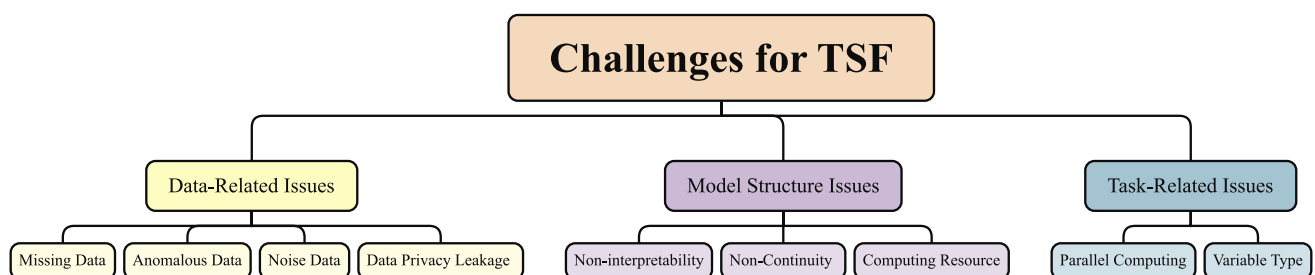 Challenges for TSF
Data-Related Issues
Model Structure Issues
Task-Related Issues
Missing Data
Anomalous Data
Noise Data
Data Privacy Leakage
Non-interpretability
Non-Continuity
Computing Resource
Parallel Computing
Variable Type